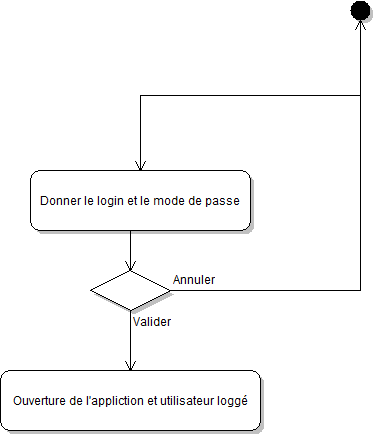 Donner le login et le mode de passe
Annuler
Valider
Ouverture de l'appliction et utilisateur loggé